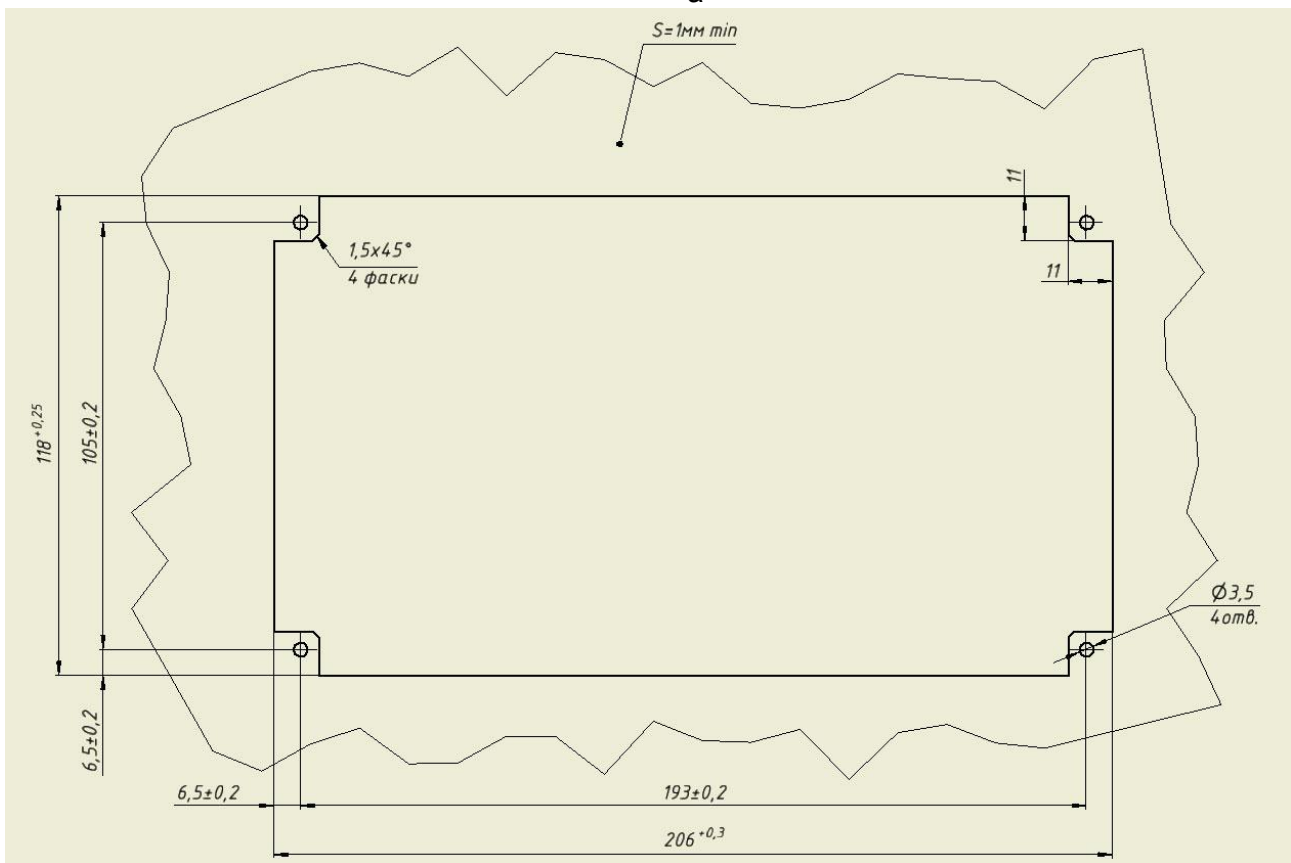 а
S=1мм min
11
1,5x45°
4 фаски
11
118+0,25
105±0,2
Ø3,5
4отв.
6,5±0,2
6,5±0,2
193±0,2
206+0,3